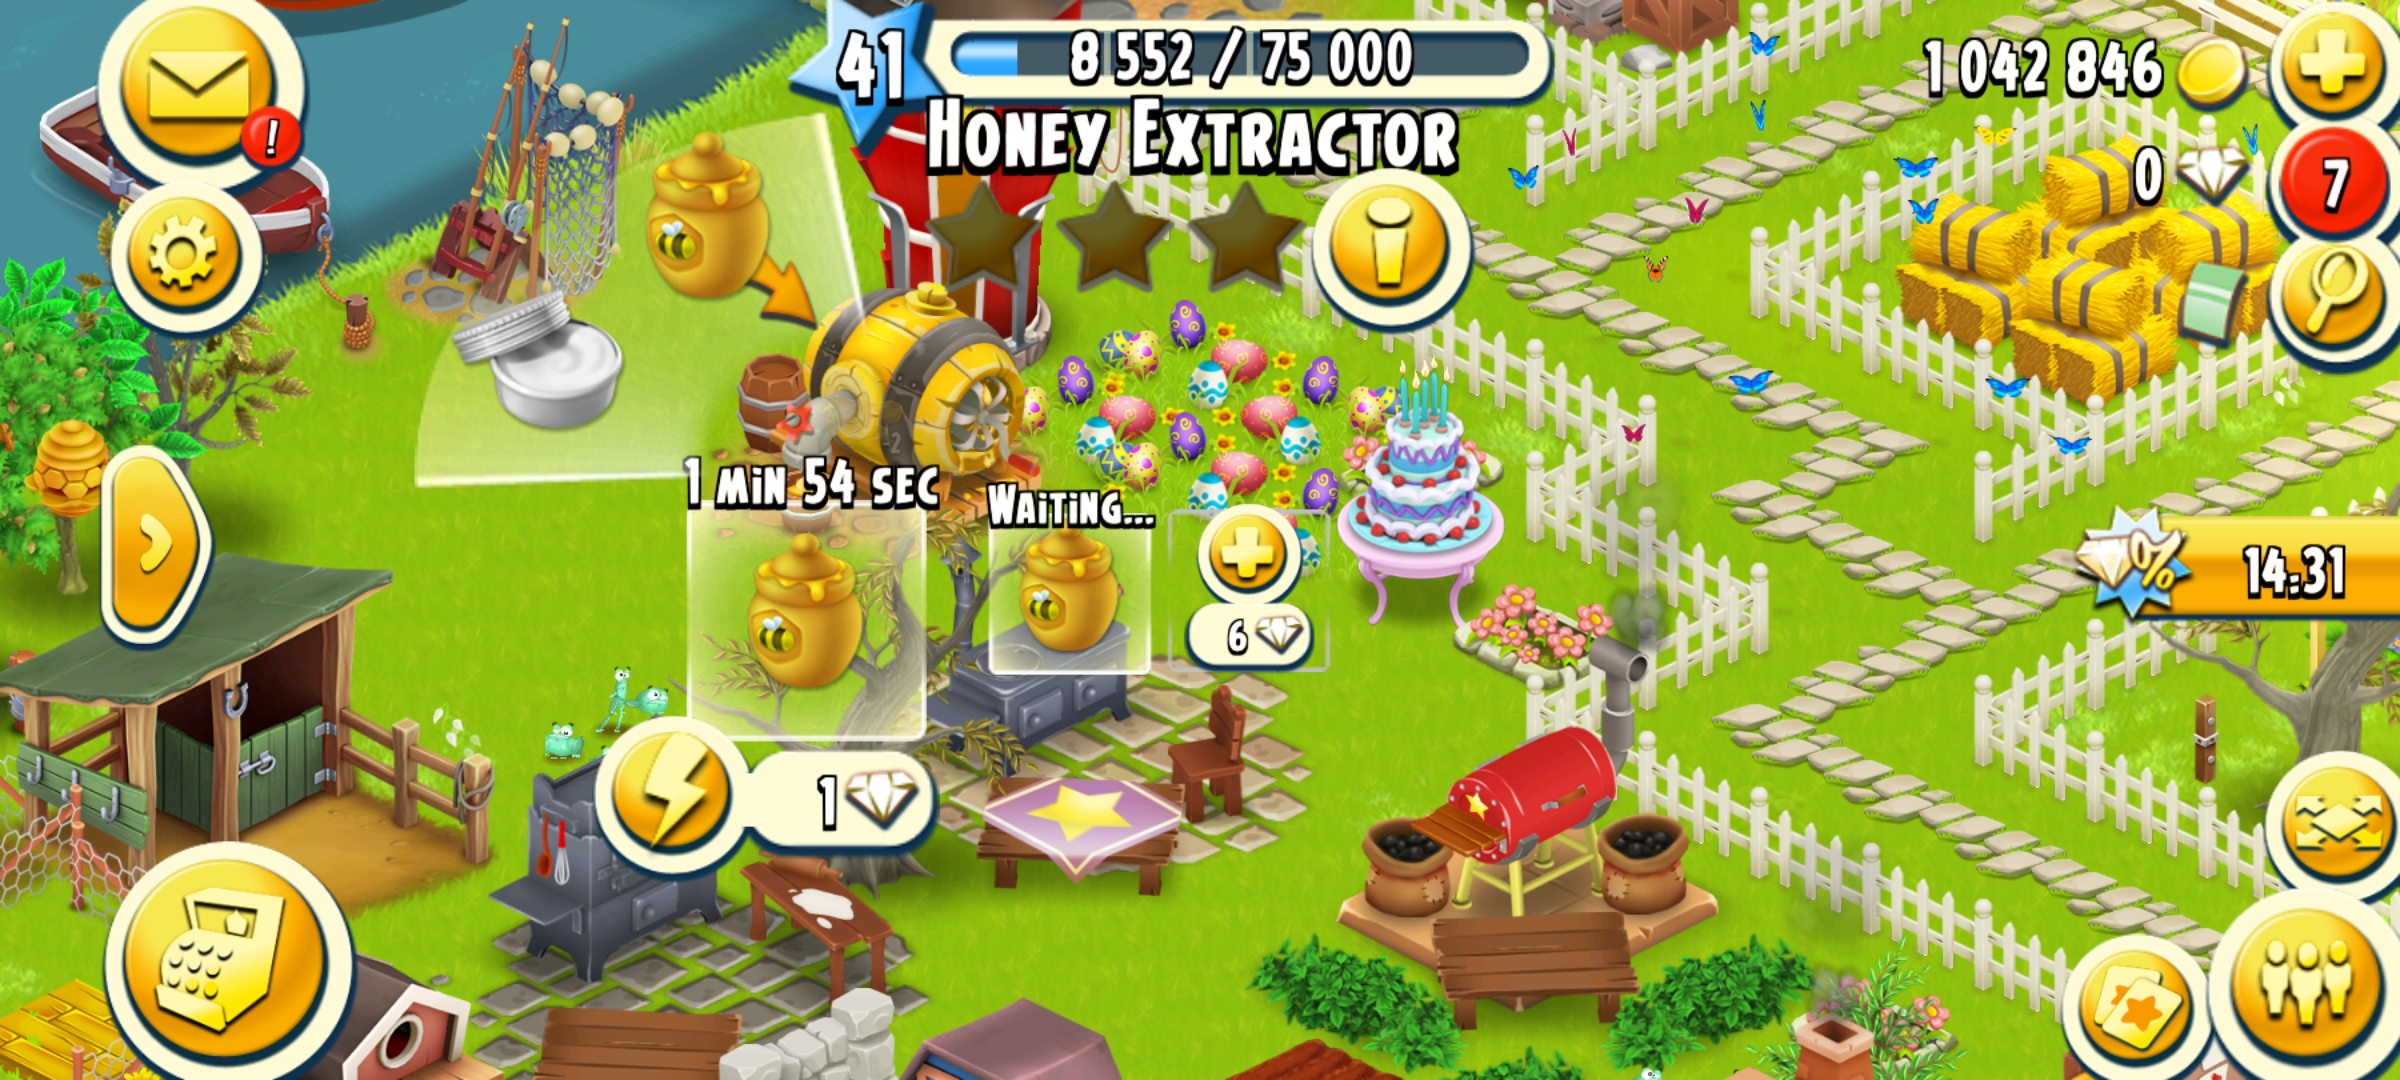 41
8 552 / 75 000
1 042 846
Honey Extractor
!
0
7
1 min 54 sec
Waiting...
6
%
14:31
1